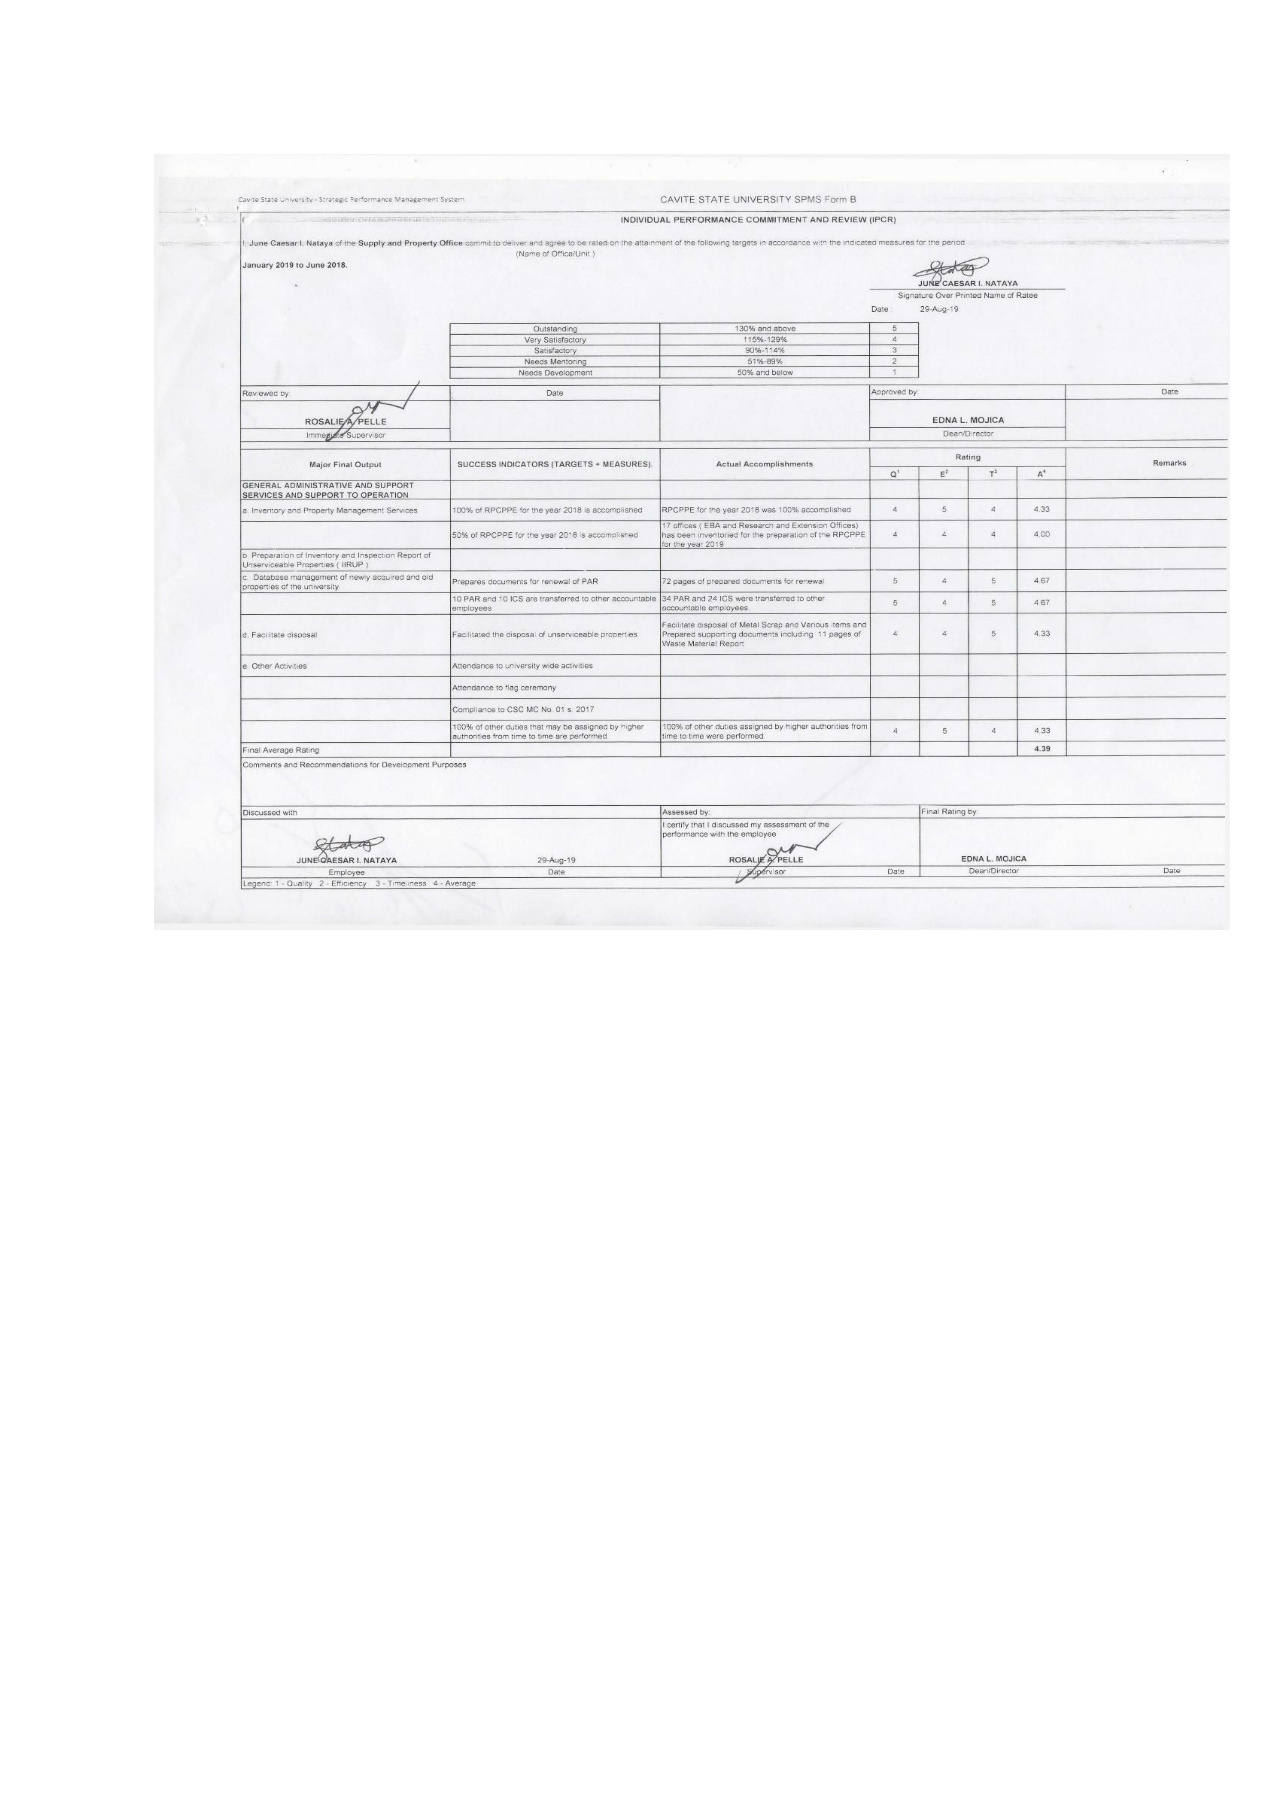 Cavite State University - Strategic Performance Management System
CAVITE STATE UNIVERSITY SPMS Form B
INDIVIDUAL PERFORMANCE COMMITMENT AND REVIEW (IPCR)
I, June Caesar I. Nataya of the Supply and Property Office commit to deliver and agree to be rated on the attainment of the following targets in accordance with the indicated measures for the period
(Name of Office/Unit )
January 2019 to June 2018.
JUNE CAESAR I. NATAYA
Signature Over Printed Name of Ratee
Date : 29-Aug-19
Outstanding 130% and above 5
Very Satisfactory 115%-129% 4
Satisfactory 90%-114% 3
Needs Mentoring 51%-89% 2
Needs Development 50% and below 1
Reviewed by: Date Approved by: Date
ROSALIE A. PELLE EDNA L. MOJICA
Immediate Supervisor Dean/Director
Major Final Output SUCCESS INDICATORS (TARGETS + MEASURES) Actual Accomplishments Rating Remarks
Q1 E2 T3 A4
GENERAL ADMINISTRATIVE AND SUPPORT
SERVICES AND SUPPORT TO OPERATION
a. Inventory and Property Management Services 100% of RPCPPE for the year 2018 is accomplished RPCPPE for the year 2018 was 100% accomplished 4 5 4 4.33
50% of RPCPPE for the year 2018 is accomplished 17 offices ( EBA and Research and Extension Offices)
has been inventoried for the preparation of the RPCPPE 4 4 4 4.00
for the year 2019
b. Preparation of Inventory and Inspection Report of
Unserviceable Properties ( IIRUP )
c. Database management of newly acquired and old
properties of the university Prepares documents for renewal of PAR 72 pages of prepared documents for renewal 5 4 5 4.67
10 PAR and 10 ICS are transferred to other accountable 34 PAR and 24 ICS were transferred to other
employees accountable employees. 5 4 5 4.67
d. Facilitate disposal Facilitated the disposal of unserviceable properties Facilitate disposal of Metal Scrap and Various items and
Prepared supporting documents including 11 pages of 4 4 5 4.33
Waste Material Report
e. Other Activities Attendance to university wide activities
Attendance to flag ceremony
Compliance to CSC MC No. 01 s. 2017
100% of other duties that may be assigned by higher 100% of other duties assigned by higher authorities from
authorities from time to time are performed time to time were performed. 4 5 4 4.33
Final Average Rating 4.39
Comments and Recommendations for Development Purposes
Discussed with Assessed by: Final Rating by:
I certify that I discussed my assessment of the
performance with the employee
JUNE CAESAR I. NATAYA 29-Aug-19 ROSALIE A. PELLE EDNA L. MOJICA
Employee Date Supervisor Date Dean/Director Date
Legend: 1 - Quality 2 - Efficiency 3 - Timeliness 4 - Average